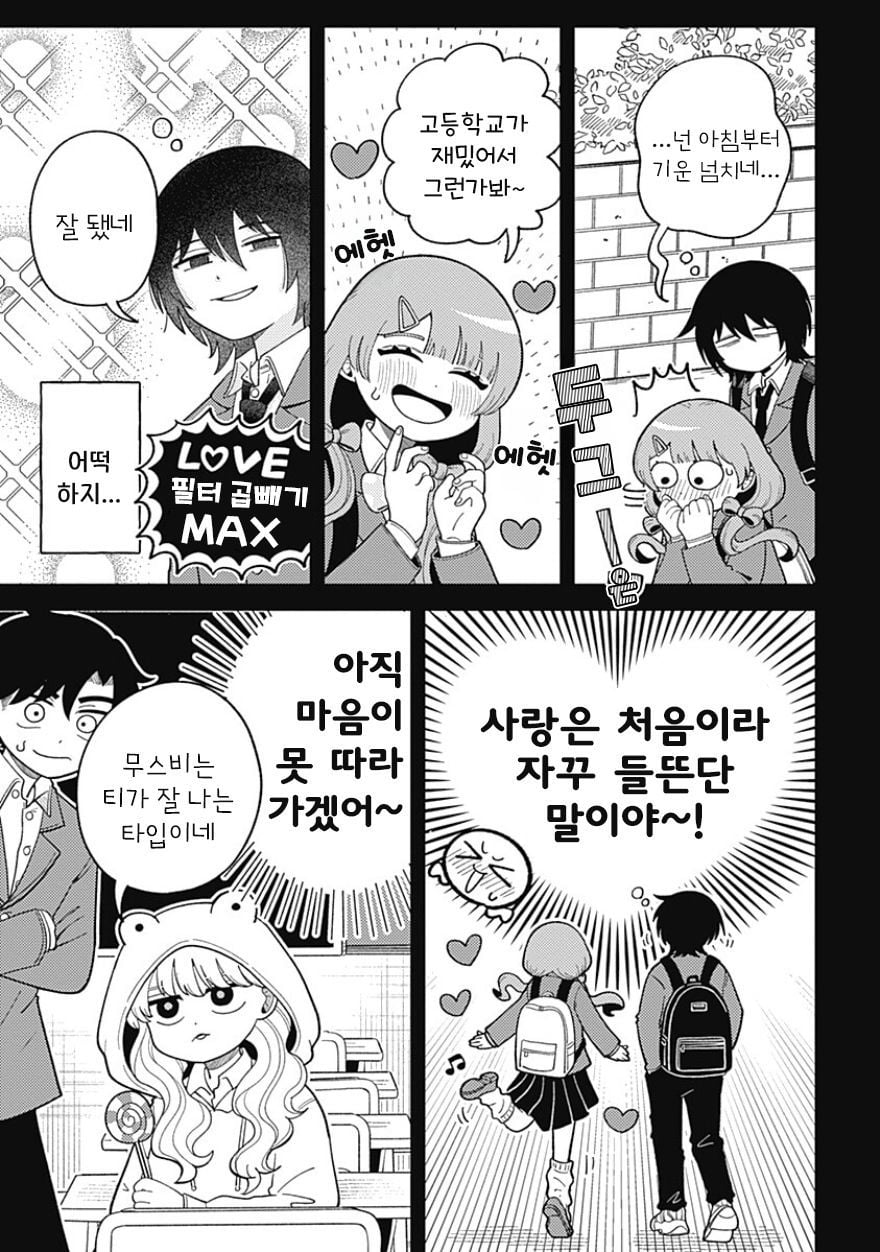 ...넌 아침부터
기운 넘치네...
두그—을
고등학교가
재밌어서
그런가봐~
에헷
에헷
잘 됐네
어떡
하지...
LOVE
필터 곱빼기
MAX
사랑은 처음이라
자꾸 들뜬단
말이야~!
아직
마음이
못 따라
가겠어~
무스비는
티가 잘 나는
타입이네